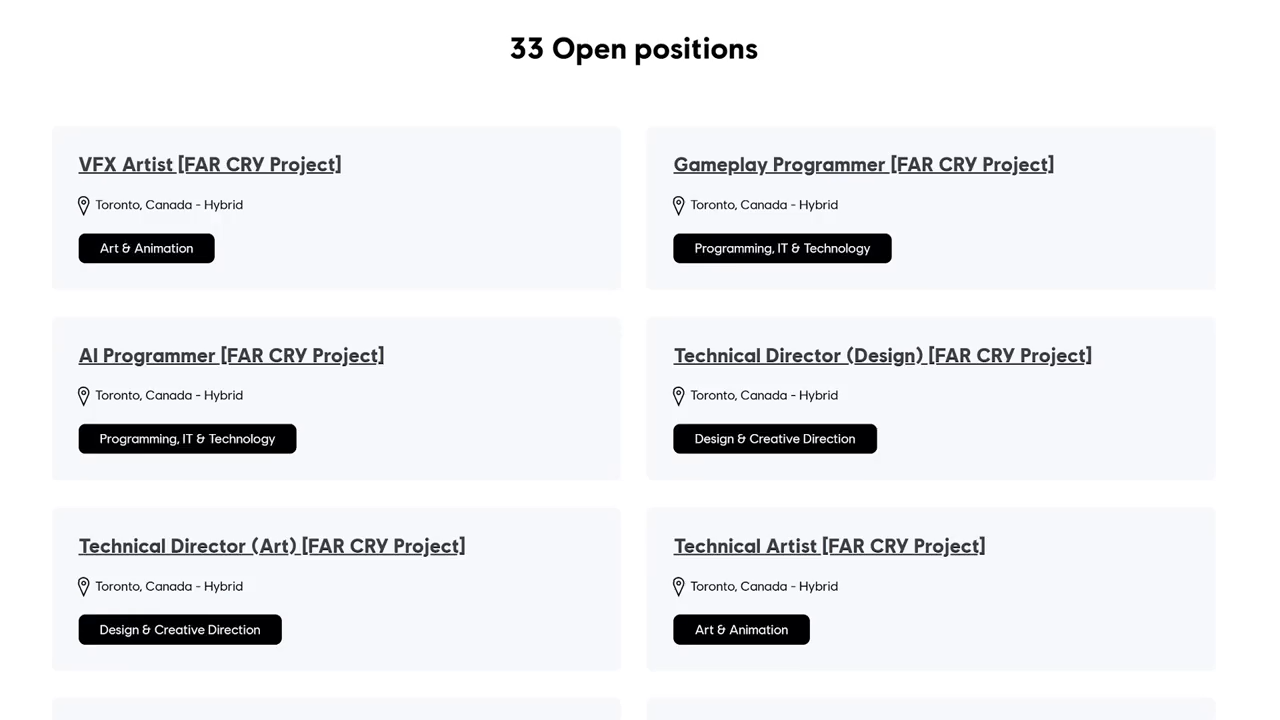 33 Open positions
VFX Artist [FAR CRY Project]
Toronto, Canada - Hybrid
Art & Animation
Gameplay Programmer [FAR CRY Project]
Toronto, Canada - Hybrid
Programming, IT & Technology
AI Programmer [FAR CRY Project]
Toronto, Canada - Hybrid
Programming, IT & Technology
Technical Director (Design) [FAR CRY Project]
Toronto, Canada - Hybrid
Design & Creative Direction
Technical Director (Art) [FAR CRY Project]
Toronto, Canada - Hybrid
Design & Creative Direction
Technical Artist [FAR CRY Project]
Toronto, Canada - Hybrid
Art & Animation